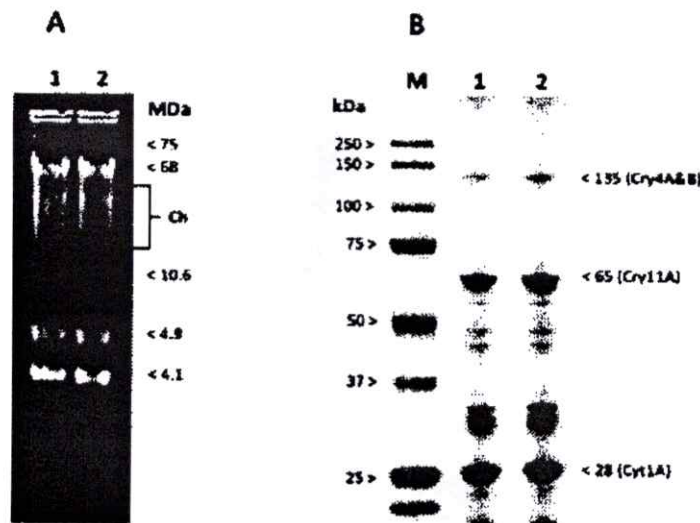 A
1 2
MDa
< 75
< 68
Ch
< 10.6
< 4.9
< 4.1
B
M 1 2
kDa
250 >
150 >
100 >
75 >
50 >
37 >
25 >
< 135 (Cry4A&B)
< 65 (Cry11A)
< 28 (Cyt1A)